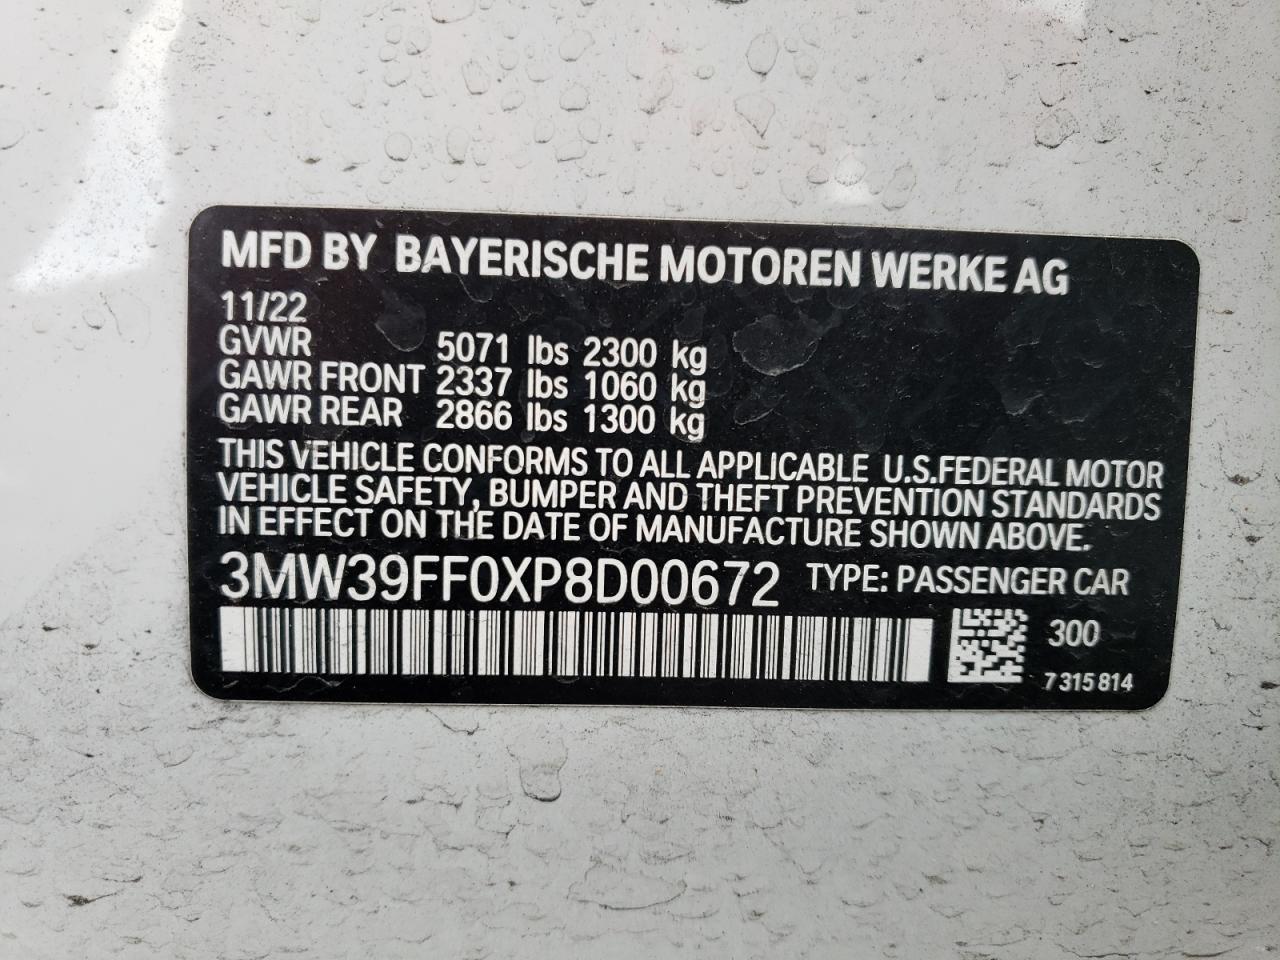 MFD BY BAYERISCHE MOTOREN WERKE AG
11/22
GVWR 5071 lbs 2300 kg
GAWR FRONT 2337 lbs 1060 kg
GAWR REAR 2866 lbs 1300 kg
THIS VEHICLE CONFORMS TO ALL APPLICABLE U.S.FEDERAL MOTOR
VEHICLE SAFETY, BUMPER AND THEFT PREVENTION STANDARDS
IN EFFECT ON THE DATE OF MANUFACTURE SHOWN ABOVE.
3MW39FF0XP8D00672 TYPE: PASSENGER CAR
300
7 315 814